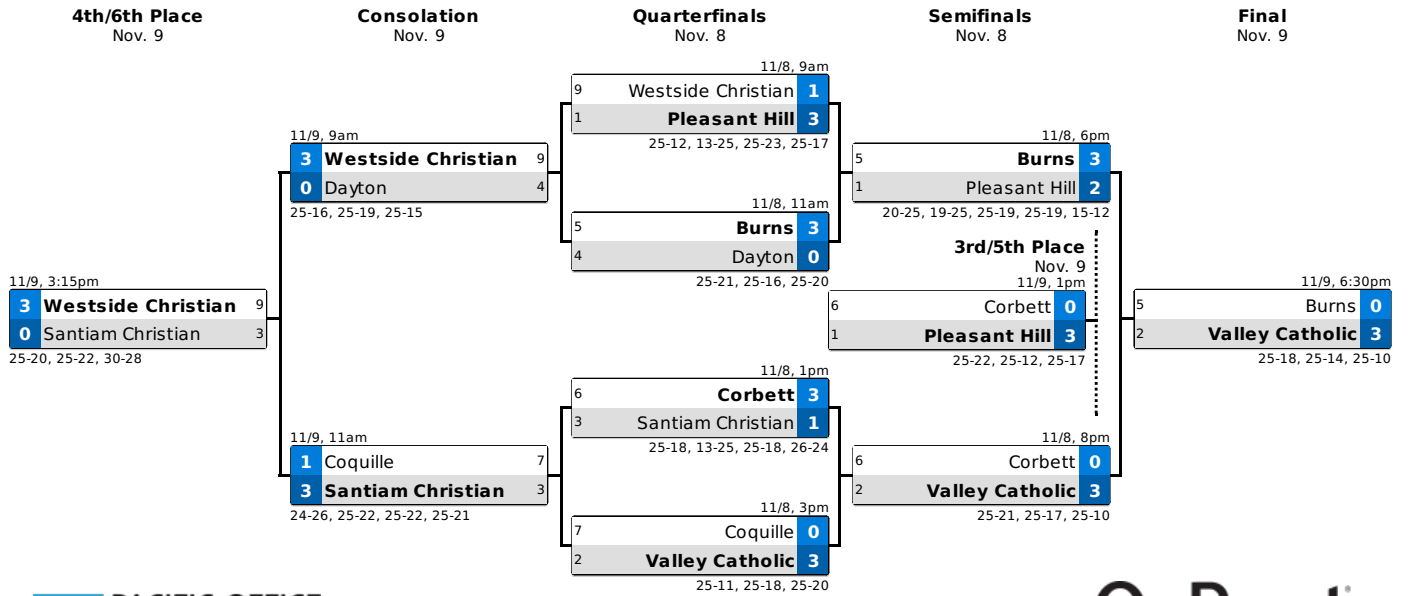 4th/6th Place
Nov. 9
Consolation
Nov. 9
Quarterfinals
Nov. 8
Semifinals
Nov. 8
Final
Nov. 9
11/9, 3:15pm
3 Westside Christian 9
0 Santiam Christian 3
25-20, 25-22, 30-28
11/9, 9am
3 Westside Christian 9
0 Dayton 4
25-16, 25-19, 25-15
11/9, 11am
1 Coquille 7
3 Santiam Christian 3
24-26, 25-22, 25-22, 25-21
11/8, 9am
9 Westside Christian 1
1 Pleasant Hill 3
25-12, 13-25, 25-23, 25-17
11/8, 11am
5 Burns 3
4 Dayton 0
25-21, 25-16, 25-20
11/8, 1pm
6 Corbett 3
3 Santiam Christian 1
25-18, 13-25, 25-18, 26-24
11/8, 3pm
7 Coquille 0
2 Valley Catholic 3
25-11, 25-18, 25-20
11/8, 6pm
5 Burns 3
1 Pleasant Hill 2
20-25, 19-25, 25-19, 25-19, 15-12
3rd/5th Place
Nov. 9
11/9, 1pm
6 Corbett 0
1 Pleasant Hill 3
25-22, 25-12, 25-17
11/8, 8pm
6 Corbett 0
2 Valley Catholic 3
25-21, 25-17, 25-10
11/9, 6:30pm
5 Burns 0
2 Valley Catholic 3
25-18, 25-14, 25-10
PACIFIC OFFICE